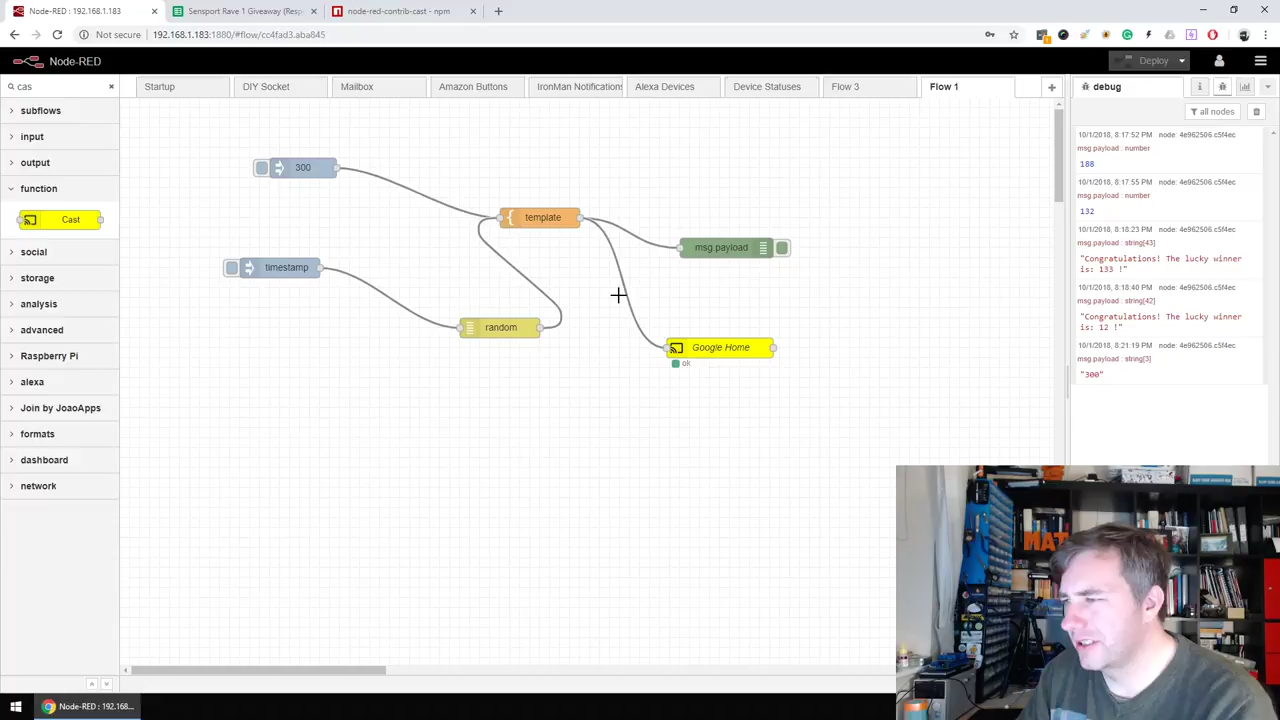 Node-RED : 192.168.1.183
Sensport Rave 1 Giveaway (Resp
node-red-contrib-cast - npm
Not secure
192.168.1.183:1880/#flow/cc4fad3.aba845
Node-RED
Deploy
cas
Startup
DIY Socket
Mailbox
Amazon Buttons
IronMan Notifications
Alexa Devices
Device Statuses
Flow 3
Flow 1
debug
subflows
input
output
function
Cast
social
storage
analysis
advanced
Raspberry Pi
alexa
Join by JoaoApps
formats
dashboard
network
300
timestamp
template
random
msg.payload
Google Home
ok
all nodes
10/1/2018, 8:17:52 PM node: 4e962506.c5f4ec
msg.payload : number
188
10/1/2018, 8:17:55 PM node: 4e962506.c5f4ec
msg.payload : number
132
10/1/2018, 8:18:23 PM node: 4e962506.c5f4ec
msg.payload : string[43]
"Congratulations! The lucky winner
is: 133 !"
10/1/2018, 8:18:40 PM node: 4e962506.c5f4ec
msg.payload : string[42]
"Congratulations! The lucky winner
is: 12 !"
10/1/2018, 8:21:19 PM node: 4e962506.c5f4ec
msg.payload : string[3]
"300"
MAT
Node-RED : 192.168...